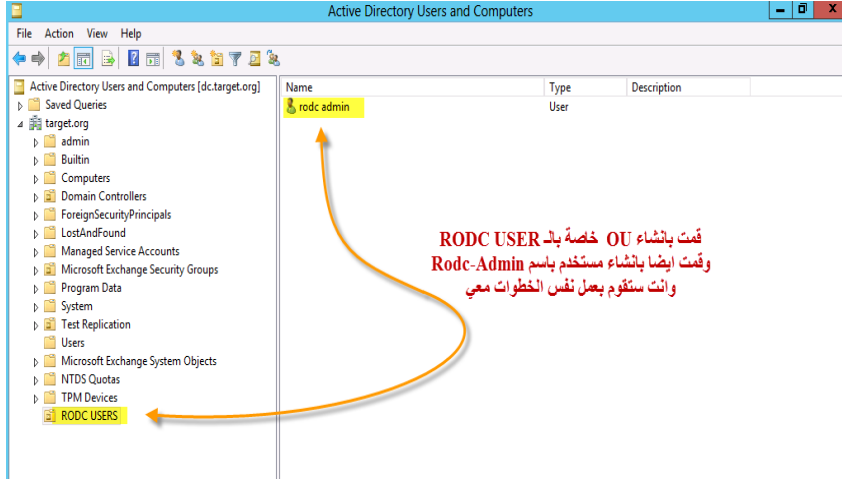 Active Directory Users and Computers
File Action View Help
Active Directory Users and Computers [dc.target.org]
Saved Queries
target.org
admin
Builtin
Computers
Domain Controllers
ForeignSecurityPrincipals
LostAndFound
Managed Service Accounts
Microsoft Exchange Security Groups
Program Data
System
Test Replication
Users
Microsoft Exchange System Objects
NTDS Quotas
TPM Devices
RODC USERS
Name Type Description
rodc admin User
قمت بانشاء OU خاصة بالـ RODC USER
وقمت ايضا بانشاء مستخدم باسم Rodc-Admin
وانت ستقوم بعمل نفس الخطوات معي